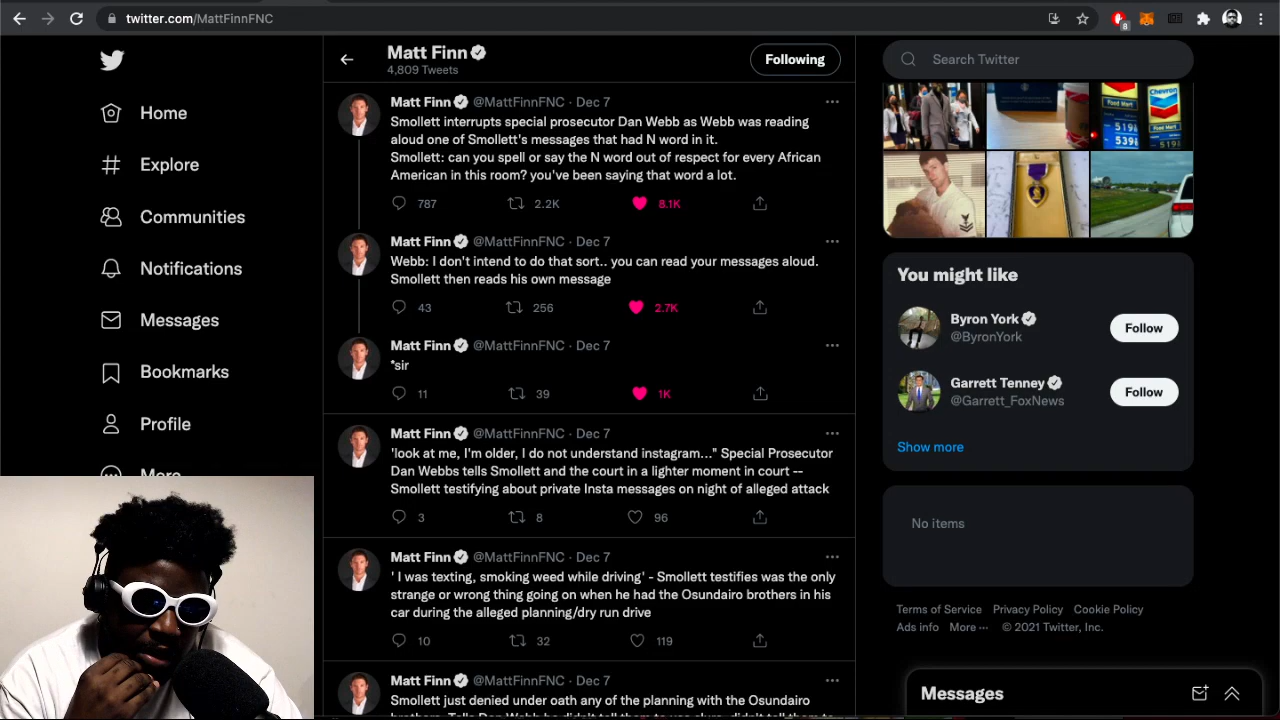 twitter.com/MattFinnFNC
8
Matt Finn
4,809 Tweets
Following
Search Twitter
Home
Explore
Communities
Notifications
Messages
Bookmarks
Profile
More
Matt Finn @MattFinnFNC · Dec 7
Smollett interrupts special prosecutor Dan Webb as Webb was reading
aloud one of Smollett's messages that had N word in it.
Smollett: can you spell or say the N word out of respect for every African
American in this room? you've been saying that word a lot.
787 2.2K 8.1K
Matt Finn @MattFinnFNC · Dec 7
Webb: I don't intend to do that sort.. you can read your messages aloud.
Smollett then reads his own message
43 256 2.7K
Matt Finn @MattFinnFNC · Dec 7
*sir
11 39 1K
Matt Finn @MattFinnFNC · Dec 7
'look at me, I'm older, I do not understand instagram..." Special Prosecutor
Dan Webbs tells Smollett and the court in a lighter moment in court --
Smollett testifying about private Insta messages on night of alleged attack
3 8 96
Matt Finn @MattFinnFNC · Dec 7
' I was texting, smoking weed while driving' - Smollett testifies was the only
strange or wrong thing going on when he had the Osundairo brothers in his
car during the alleged planning/dry run drive
10 32 119
Matt Finn @MattFinnFNC · Dec 7
Smollett just denied under oath any of the planning with the Osundairo
Food Mart
Chevron
Food Mart
519
539
519
You might like
Byron York
@ByronYork
Follow
Garrett Tenney
@Garrett_FoxNews
Follow
Show more
No items
Terms of Service Privacy Policy Cookie Policy
Ads info More ··· © 2021 Twitter, Inc.
Messages